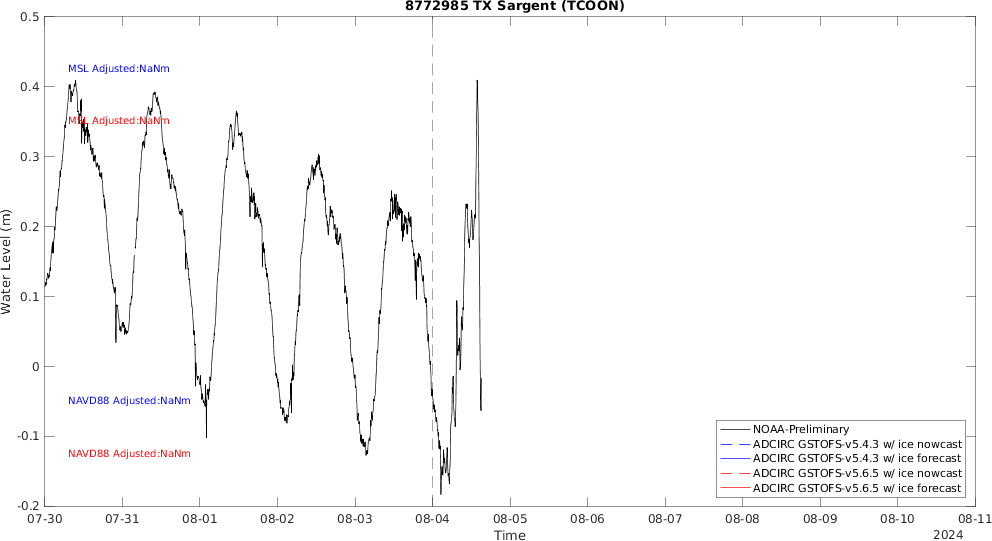 8772985 TX Sargent (TCOON)
0.5
0.4
0.3
0.2
0.1
0
-0.1
-0.2
Water Level (m)
MSL Adjusted:NaNm
MSL Adjusted:NaNm
NAVD88 Adjusted:NaNm
NAVD88 Adjusted:NaNm
NOAA-Preliminary
ADCIRC GSTOFS-v5.4.3 w/ ice nowcast
ADCIRC GSTOFS-v5.4.3 w/ ice forecast
ADCIRC GSTOFS-v5.6.5 w/ ice nowcast
ADCIRC GSTOFS-v5.6.5 w/ ice forecast
07-30 07-31 08-01 08-02 08-03 08-04 08-05 08-06 08-07 08-08 08-09 08-10 08-11
Time
2024